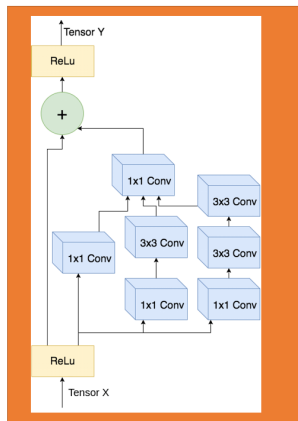 Tensor Y
ReLu
+
1x1 Conv
3x3 Conv
3x3 Conv
1x1 Conv
3x3 Conv
1x1 Conv
1x1 Conv
ReLu
Tensor X